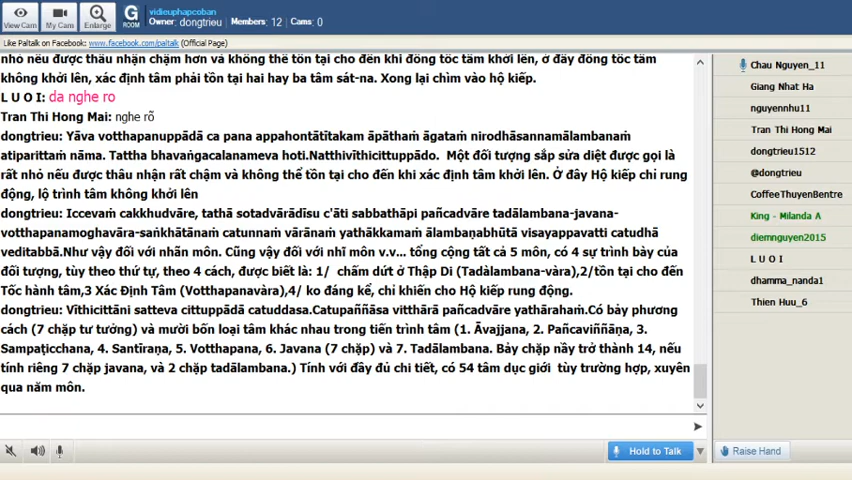 View Cam
My Cam
Enlarge
G
ROOM
vidieuphapcoban
Owner: dongtrieu   Members: 12   Cams: 0
Like Paltalk on Facebook: www.facebook.com/paltalk (Official Page)
nhỏ nếu được thâu nhận chậm hơn và không thể tồn tại cho đến khi đổng tốc tâm khởi lên, ở đây đổng tốc tâm
không khởi lên, xác định tâm phải tồn tại hai hay ba tâm sát-na. Xong lại chìm vào hộ kiếp.
L U O I: da nghe ro
Tran Thi Hong Mai: nghe rõ
dongtrieu: Yāva votthapanuppādā ca pana appahontātītakam āpāthaṁ āgataṁ nirodhāsannamālambanaṁ
atiparittaṁ nāma. Tattha bhavaṅgacalanameva hoti.Natthivīthicittuppādo.  Một đối tượng sắp sửa diệt được gọi là
rất nhỏ nếu được thâu nhận rất chậm và không thể tồn tại cho đến khi xác định tâm khởi lên. Ở đây Hộ kiếp chỉ rung
động, lộ trình tâm không khởi lên
dongtrieu: Iccevaṁ cakkhudvāre, tathā sotadvārādīsu c'āti sabbathāpi pañcadvāre tadālambana-javana-
votthapanamoghavāra-saṅkhātānaṁ catunnaṁ vārānaṁ yathākkamaṁ ālambanabhūtā visayappavatti catudhā
veditabbā.Như vậy đối với nhãn môn. Cũng vậy đối với nhĩ môn v.v... tổng cộng tất cả 5 môn, có 4 sự trình bày của
đối tượng, tùy theo thứ tự, theo 4 cách, được biết là: 1/  chấm dứt ở Thập Di (Tadàlambana-vàra),2/tồn tại cho đến
Tốc hành tâm,3 Xác Định Tâm (Votthapanavàra),4/ ko đáng kể, chỉ khiến cho Hộ kiếp rung động.
dongtrieu: Vīthicittāni satteva cittuppādā catuddasa.Catupaññāsa vitthārā pañcadvāre yathārahaṁ.Có bảy phương
cách (7 chặp tư tưởng) và mười bốn loại tâm khác nhau trong tiến trình tâm (1. Āvajjana, 2. Pañcaviññāṇa, 3.
Sampaṭicchana, 4. Santīraṇa, 5. Votthapana, 6. Javana (7 chặp) và 7. Tadālambana. Bảy chặp nầy trở thành 14, nếu
tính riêng 7 chặp javana, và 2 chặp tadālambana.) Tính với đầy đủ chi tiết, có 54 tâm dục giới  tùy trường hợp, xuyên
qua năm môn.
Chau Nguyen_11
Giang Nhat Ha
nguyennhu11
Tran Thi Hong Mai
dongtrieu1512
@dongtrieu
CoffeeThuyenBentre
King - Milanda A
diemnguyen2015
L U O I
dhamma_nanda1
Thien Huu_6
Hold to Talk
Raise Hand